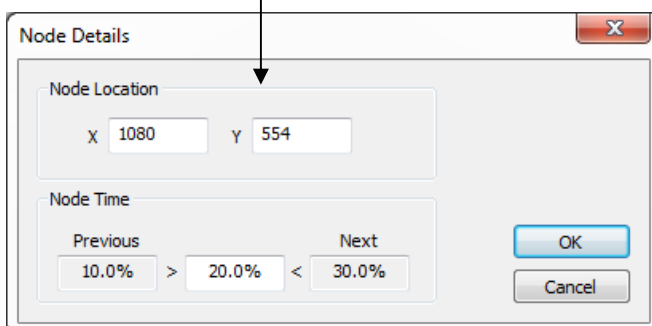 Node Details
Node Location
X 1080 Y 554
Node Time
Previous Next
10.0% > 20.0% < 30.0%
OK
Cancel